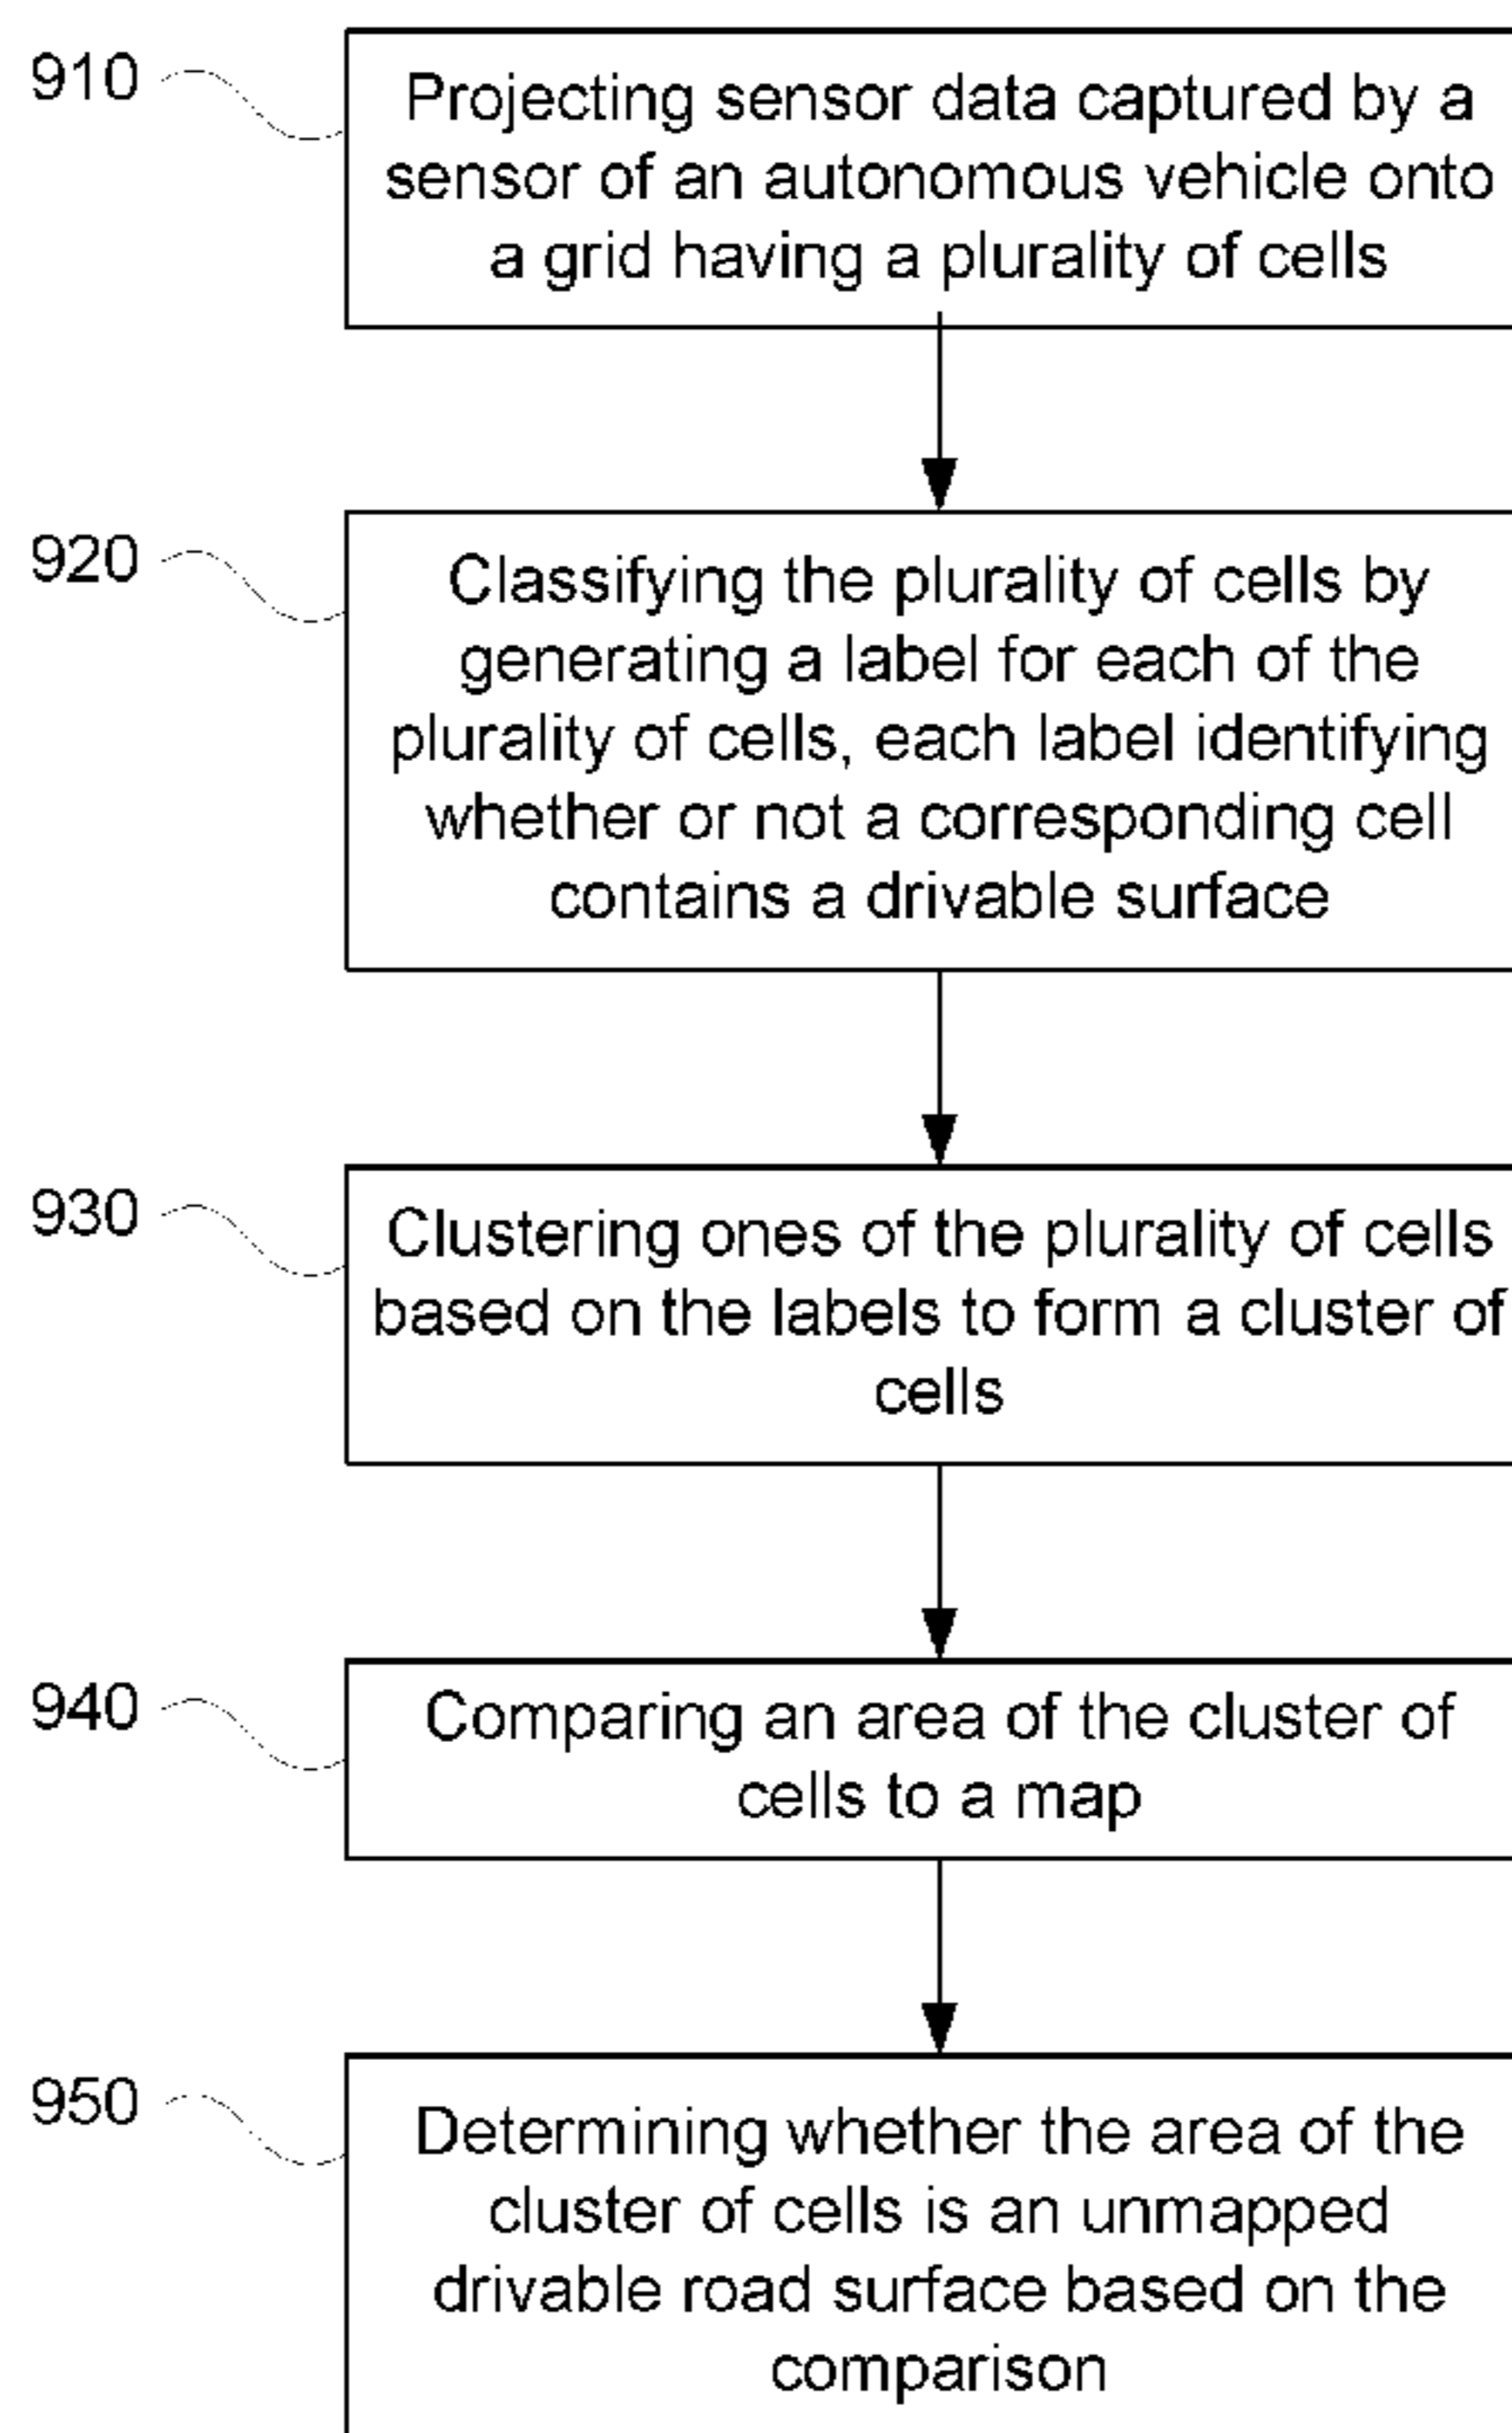 910
Projecting sensor data captured by a
sensor of an autonomous vehicle onto
a grid having a plurality of cells
920
Classifying the plurality of cells by
generating a label for each of the
plurality of cells, each label identifying
whether or not a corresponding cell
contains a drivable surface
930
Clustering ones of the plurality of cells
based on the labels to form a cluster of
cells
940
Comparing an area of the cluster of
cells to a map
950
Determining whether the area of the
cluster of cells is an unmapped
drivable road surface based on the
comparison